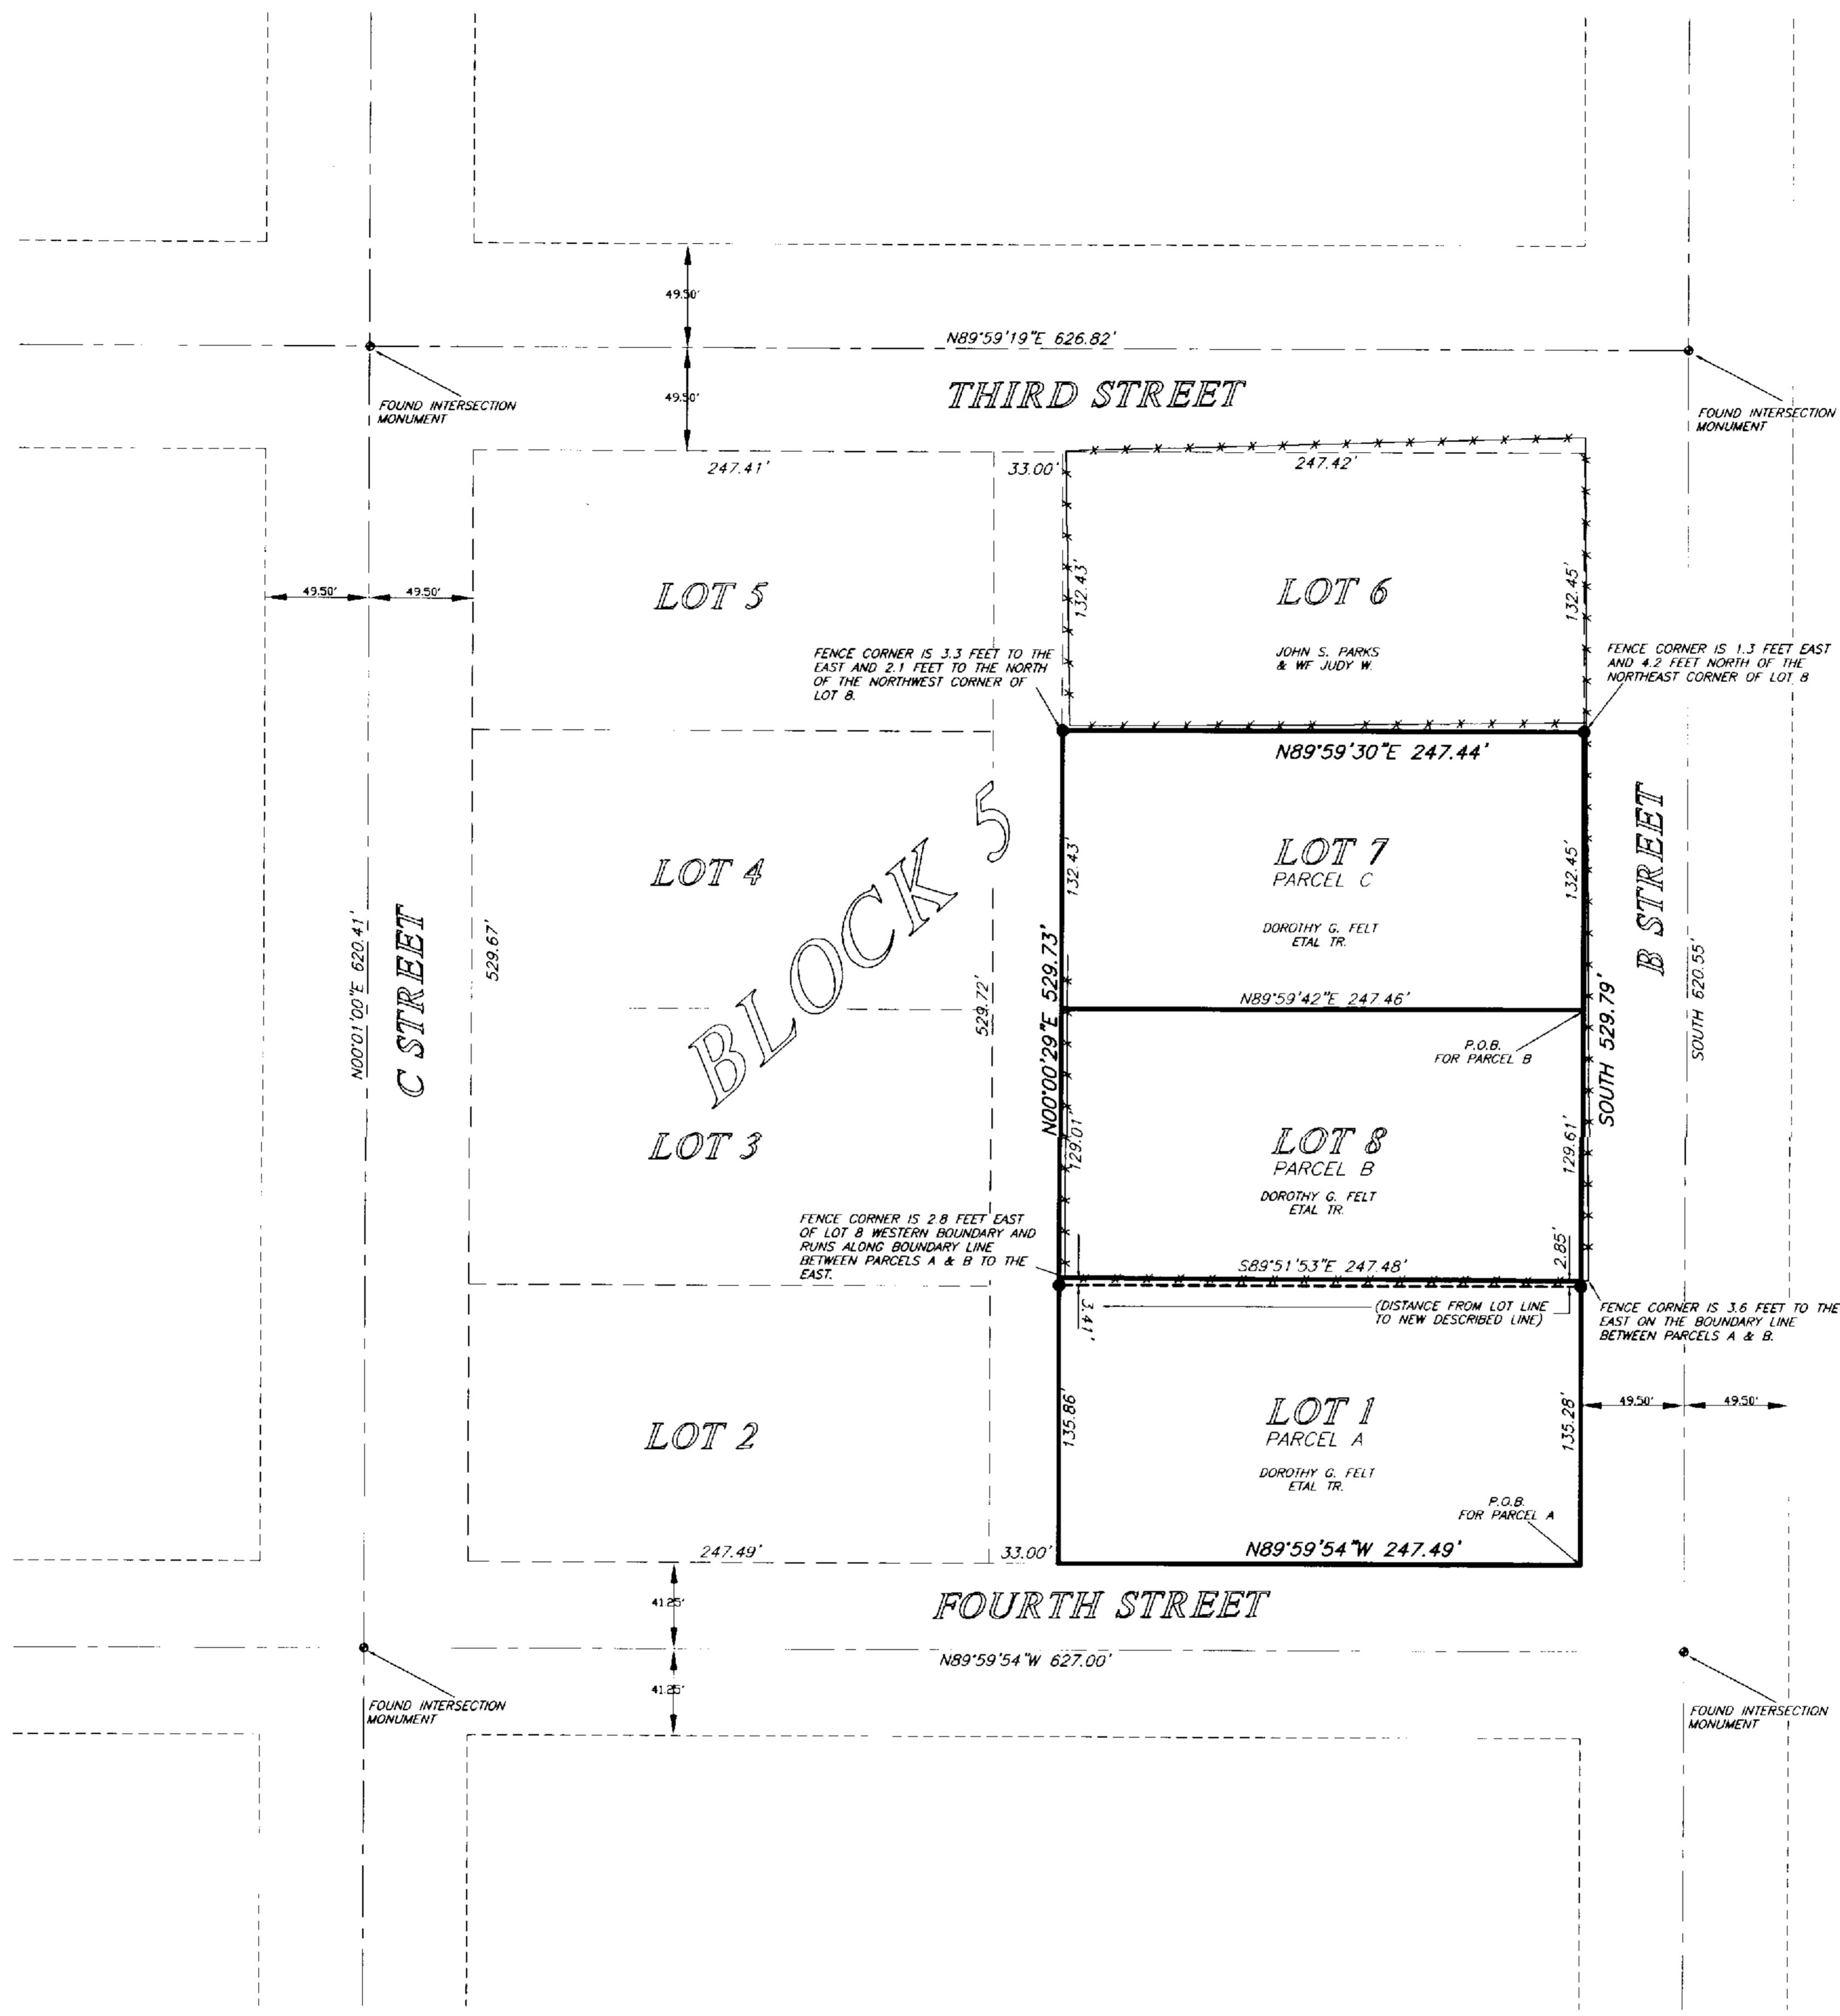 49.50'
N89°59'19"E 626.82'
THIRD STREET
49.50'
FOUND INTERSECTION
MONUMENT
FOUND INTERSECTION
MONUMENT
247.41'
33.00'
247.42'
49.50'
49.50'
LOT 5
132.43'
LOT 6
132.45'
JOHN S. PARKS
& WF JUDY W.
FENCE CORNER IS 3.3 FEET TO THE
EAST AND 2.1 FEET TO THE NORTH
OF THE NORTHWEST CORNER OF
LOT 8.
FENCE CORNER IS 1.3 FEET EAST
AND 4.2 FEET NORTH OF THE
NORTHEAST CORNER OF LOT 8
N89°59'30"E 247.44'
LOT 4
BLOCK 5
132.43'
LOT 7
PARCEL C
132.45'
DOROTHY G. FELT
ETAL TR.
B STREET
N00°01'00"E 620.41'
C STREET
529.67'
529.72'
N00°00'29"E 529.73'
N89°59'42"E 247.46'
SOUTH 529.79'
SOUTH 620.55'
P.O.B.
FOR PARCEL B
LOT 3
129.01'
LOT 8
PARCEL B
129.61'
DOROTHY G. FELT
ETAL TR.
FENCE CORNER IS 2.8 FEET EAST
OF LOT 8 WESTERN BOUNDARY AND
RUNS ALONG BOUNDARY LINE
BETWEEN PARCELS A & B TO THE
EAST.
S89°51'53"E 247.48'
2.85'
3.41'
(DISTANCE FROM LOT LINE
TO NEW DESCRIBED LINE)
FENCE CORNER IS 3.6 FEET TO THE
EAST ON THE BOUNDARY LINE
BETWEEN PARCELS A & B.
LOT 2
135.86'
LOT 1
PARCEL A
135.28'
49.50'
49.50'
DOROTHY G. FELT
ETAL TR.
P.O.B.
FOR PARCEL A
247.49'
33.00'
N89°59'54"W 247.49'
41.25'
FOURTH STREET
N89°59'54"W 627.00'
41.25'
FOUND INTERSECTION
MONUMENT
FOUND INTERSECTION
MONUMENT